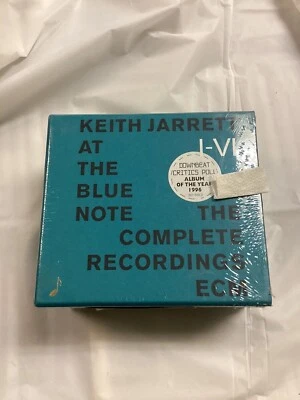 KEITH JARRETT
AT I-VI
THE
BLUE
NOTE THE
COMPLETE
RECORDINGS
ECM
DOWNBEAT
CRITICS POLL
ALBUM
OF THE YEAR
1996